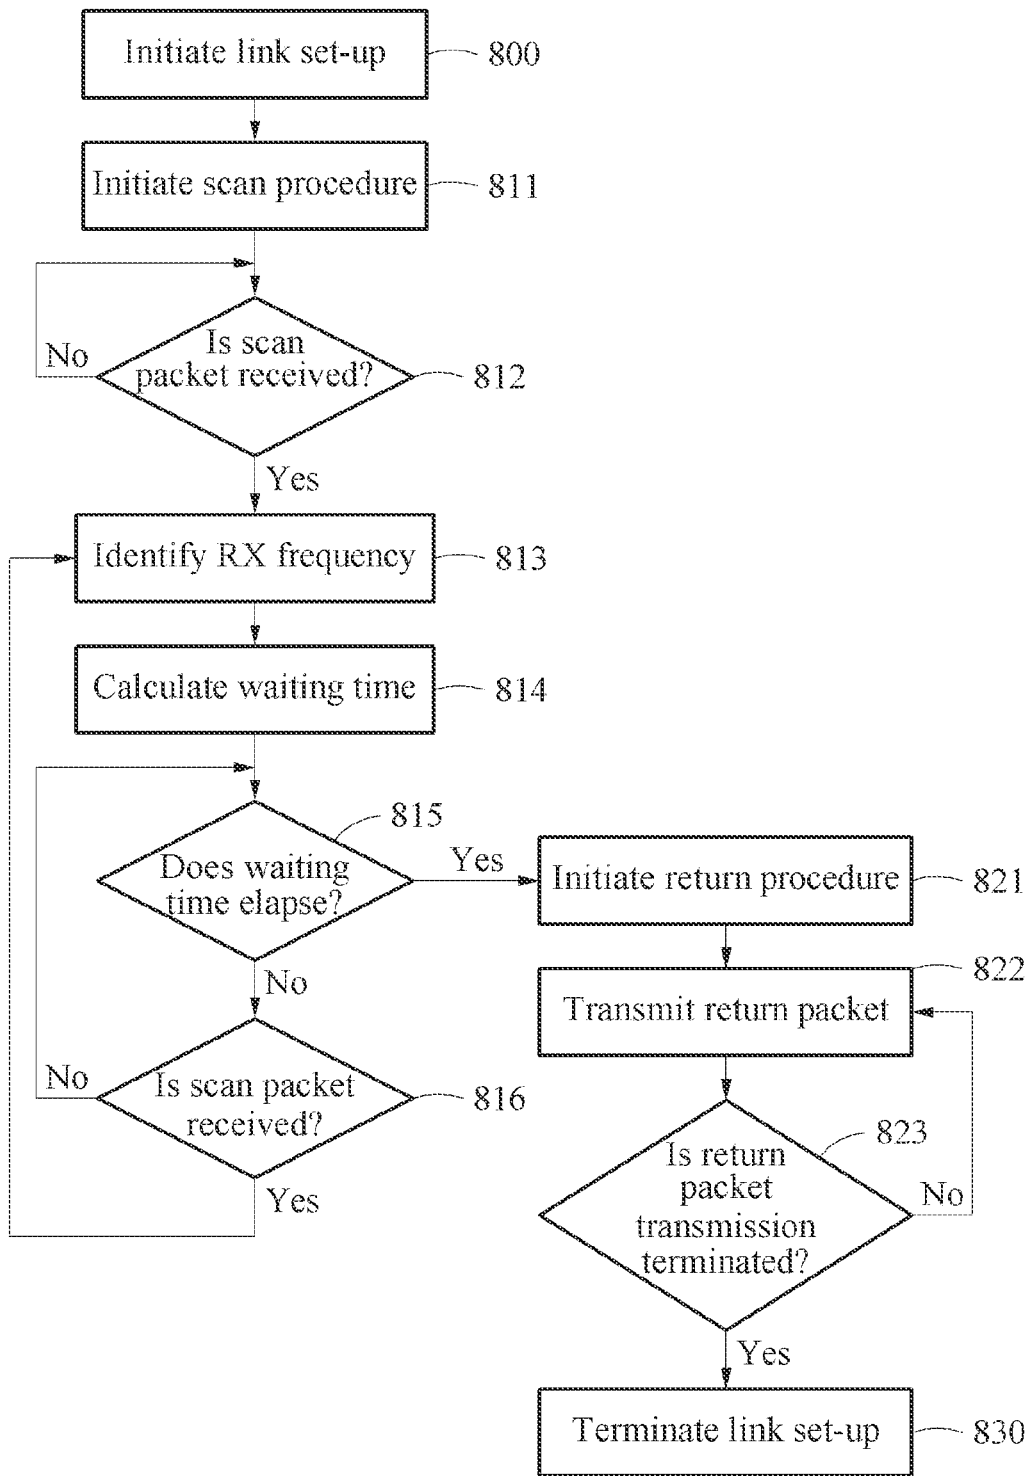 Initiate link set-up
800
Initiate scan procedure
811
Is scan
packet received?
812
No
Yes
Identify RX frequency
813
Calculate waiting time
814
Does waiting
time elapse?
815
Yes
No
Is scan packet
received?
816
No
Yes
Initiate return procedure
821
Transmit return packet
822
Is return
packet
transmission
terminated?
823
No
Yes
Terminate link set-up
830